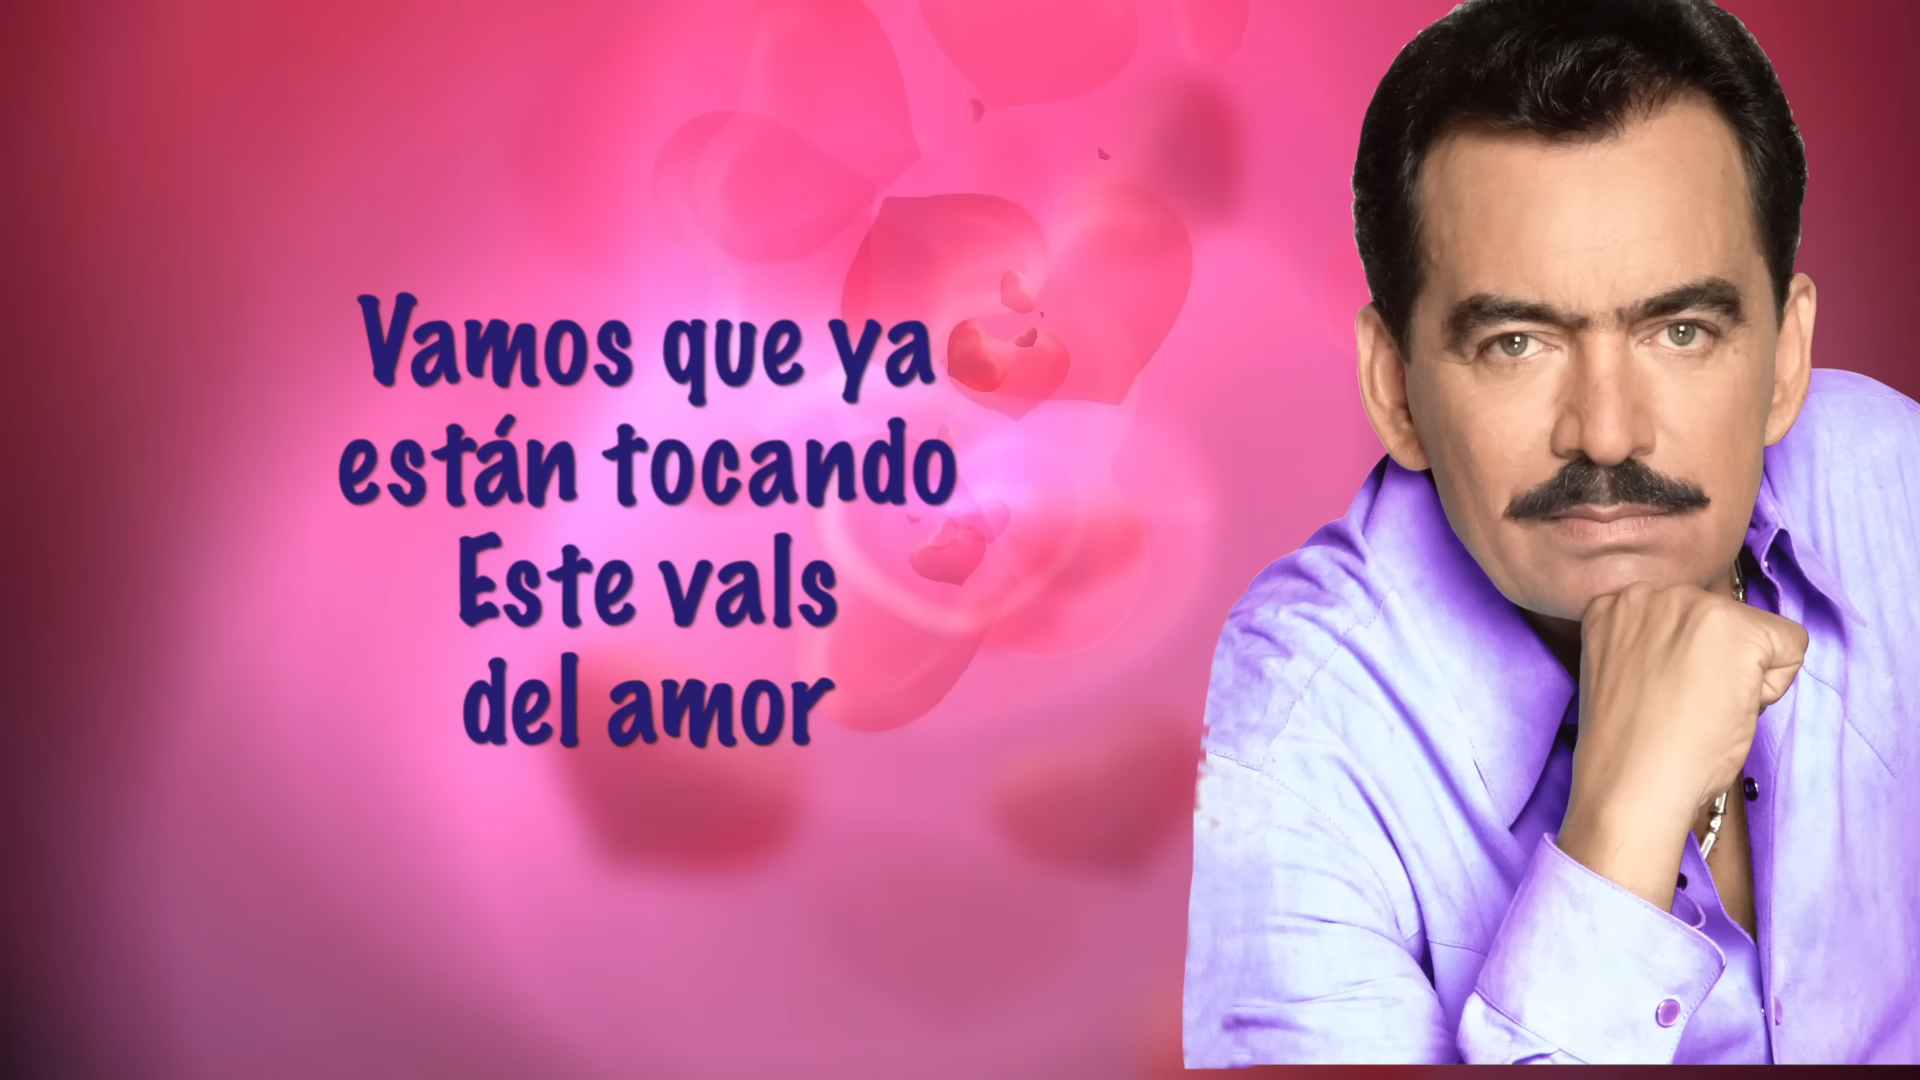 Vamos que ya
están tocando
Este vals
del amor